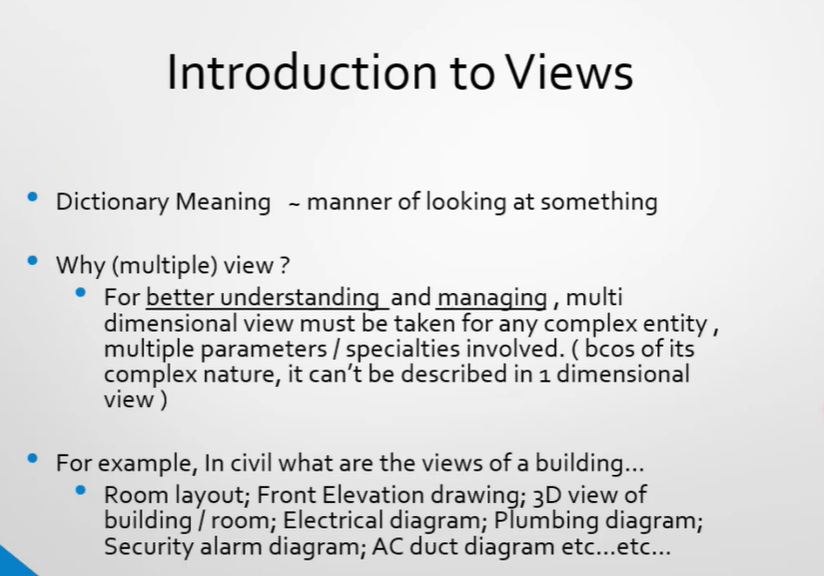 Introduction to Views
Dictionary Meaning ~ manner of looking at something
Why (multiple) view ?
For better understanding and managing , multi
dimensional view must be taken for any complex entity ,
multiple parameters / specialties involved. ( bcos of its
complex nature, it can't be described in 1 dimensional
view )
For example, In civil what are the views of a building...
Room layout; Front Elevation drawing; 3D view of
building / room; Electrical diagram; Plumbing diagram;
Security alarm diagram; AC duct diagram etc...etc...